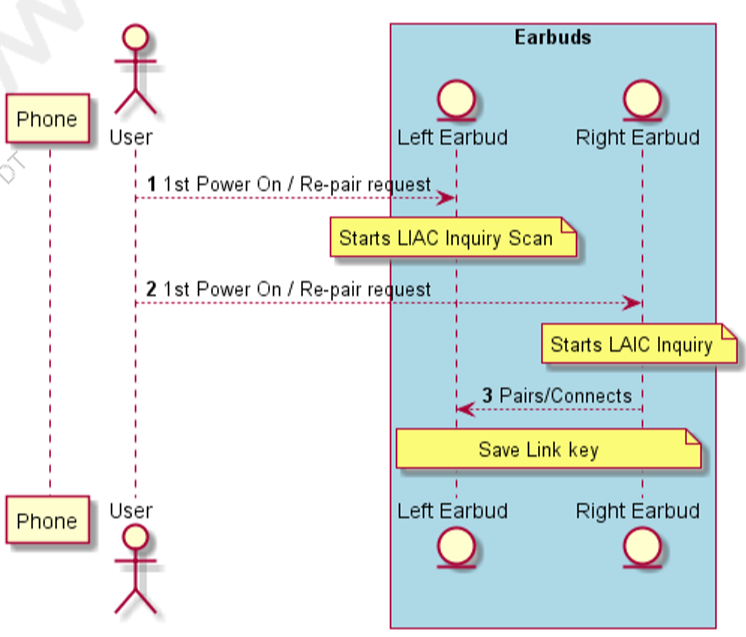 Earbuds
Phone
User
Left Earbud
Right Earbud
1 1st Power On / Re-pair request
Starts LIAC Inquiry Scan
2 1st Power On / Re-pair request
Starts LAIC Inquiry
3 Pairs/Connects
Save Link key
Phone
User
Left Earbud
Right Earbud
DT